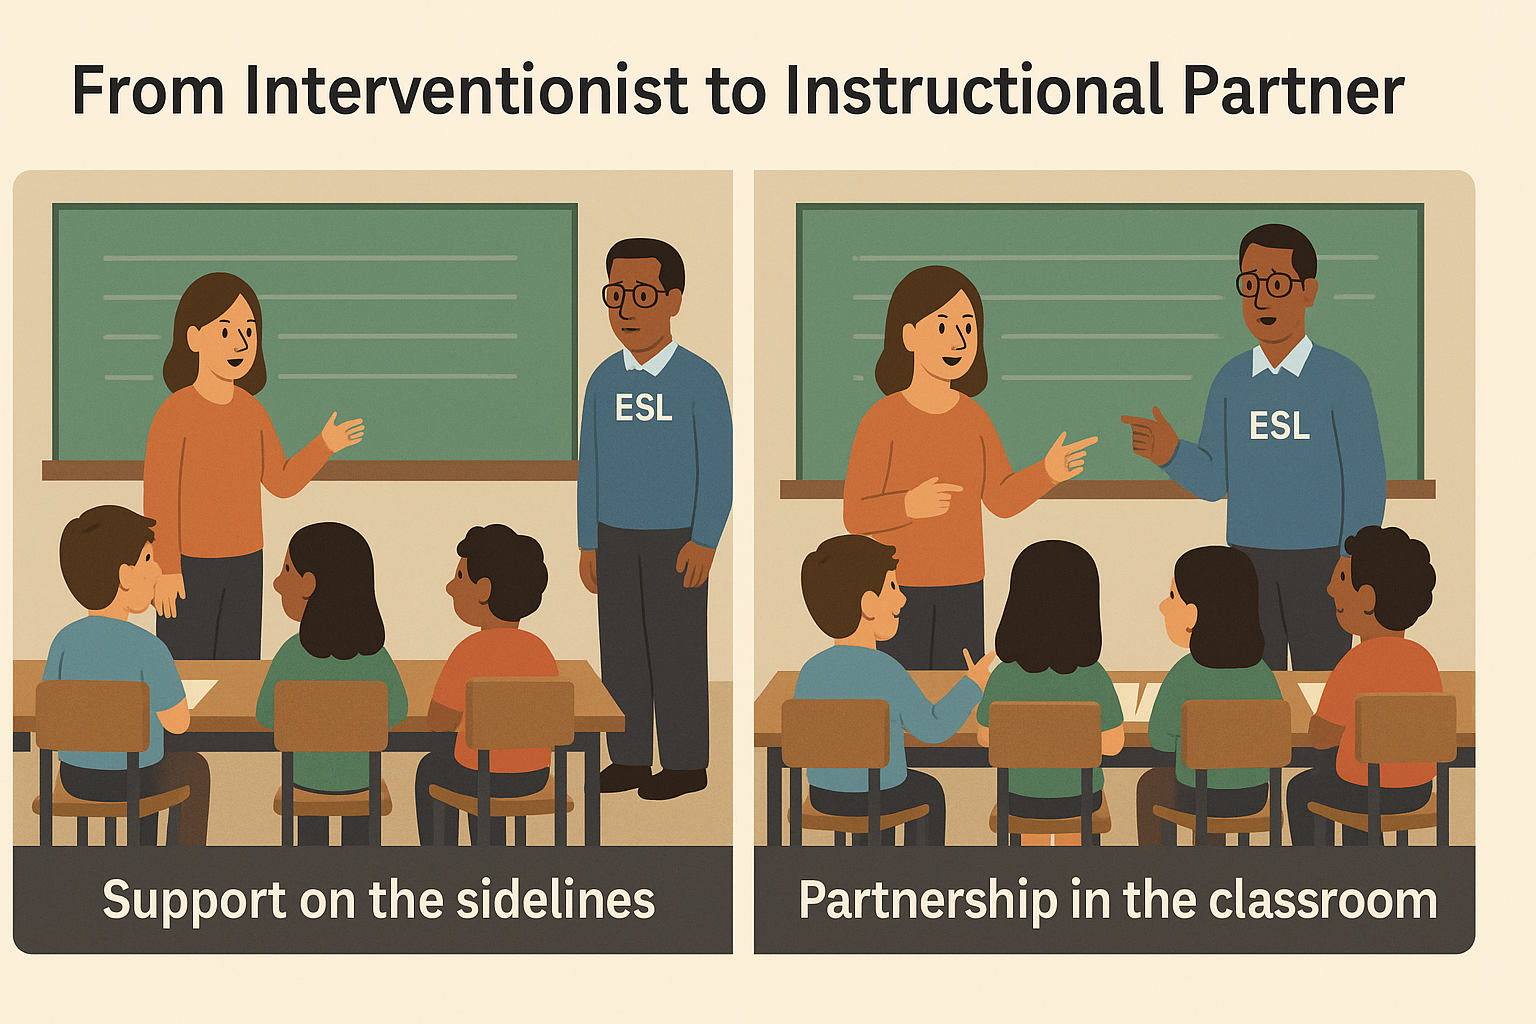 From Interventionist to Instructional Partner
ESL
ESL
Support on the sidelines
Partnership in the classroom